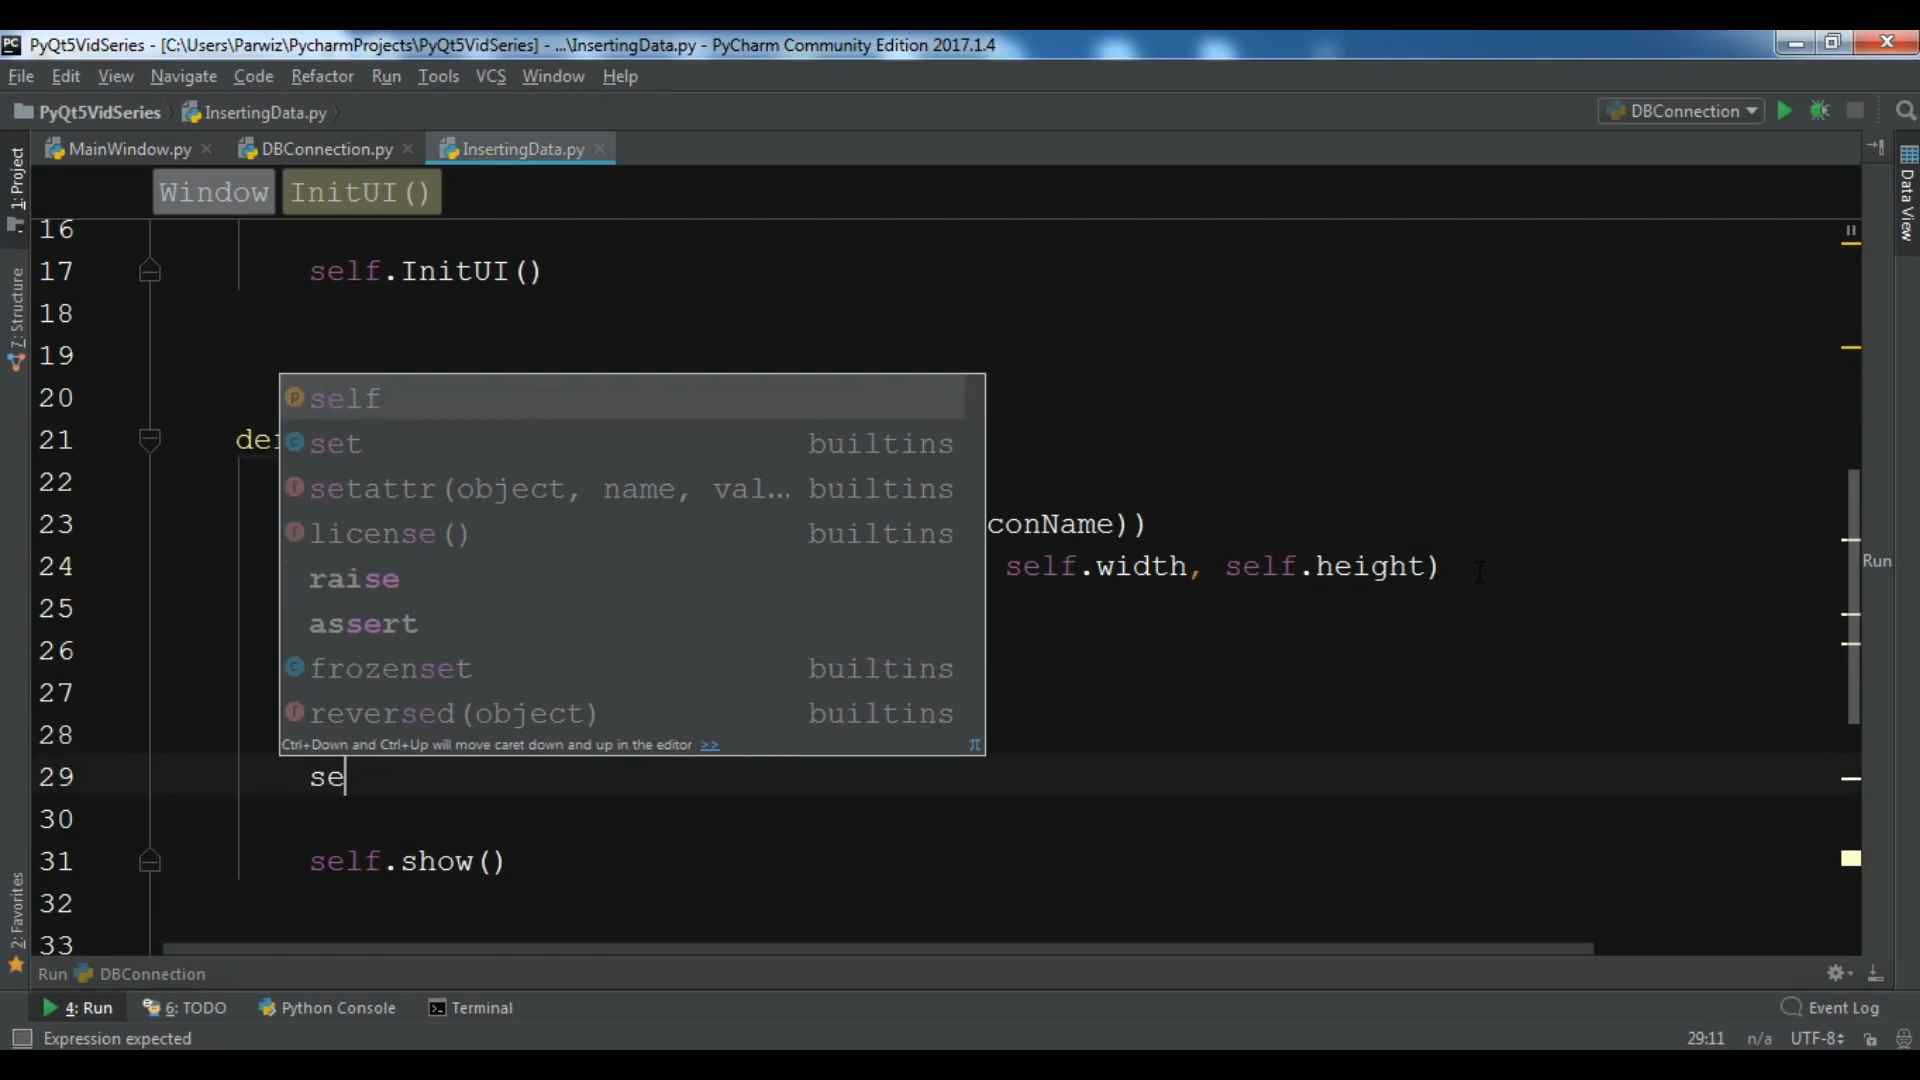 PC PyQt5VidSeries - [C:\Users\Parwiz\PycharmProjects\PyQt5VidSeries] - ...\InsertingData.py - PyCharm Community Edition 2017.1.4
File Edit View Navigate Code Refactor Run Tools VCS Window Help
PyQt5VidSeries InsertingData.py DBConnection
MainWindow.py DBConnection.py InsertingData.py
Window InitUI()
1: Project
7: Structure
2: Favorites
16
17 self.InitUI()
18
19
20
21 def
22
23 conName))
24 self.width, self.height)
25
26
27
28
29 se
30
31 self.show()
32
33
self
set builtins
setattr(object, name, val... builtins
license() builtins
raise
assert
frozenset builtins
reversed(object) builtins
Ctrl+Down and Ctrl+Up will move caret down and up in the editor >> π
Data View
Run
Run DBConnection
4: Run 6: TODO Python Console Terminal Event Log
Expression expected 29:11 n/a UTF-8